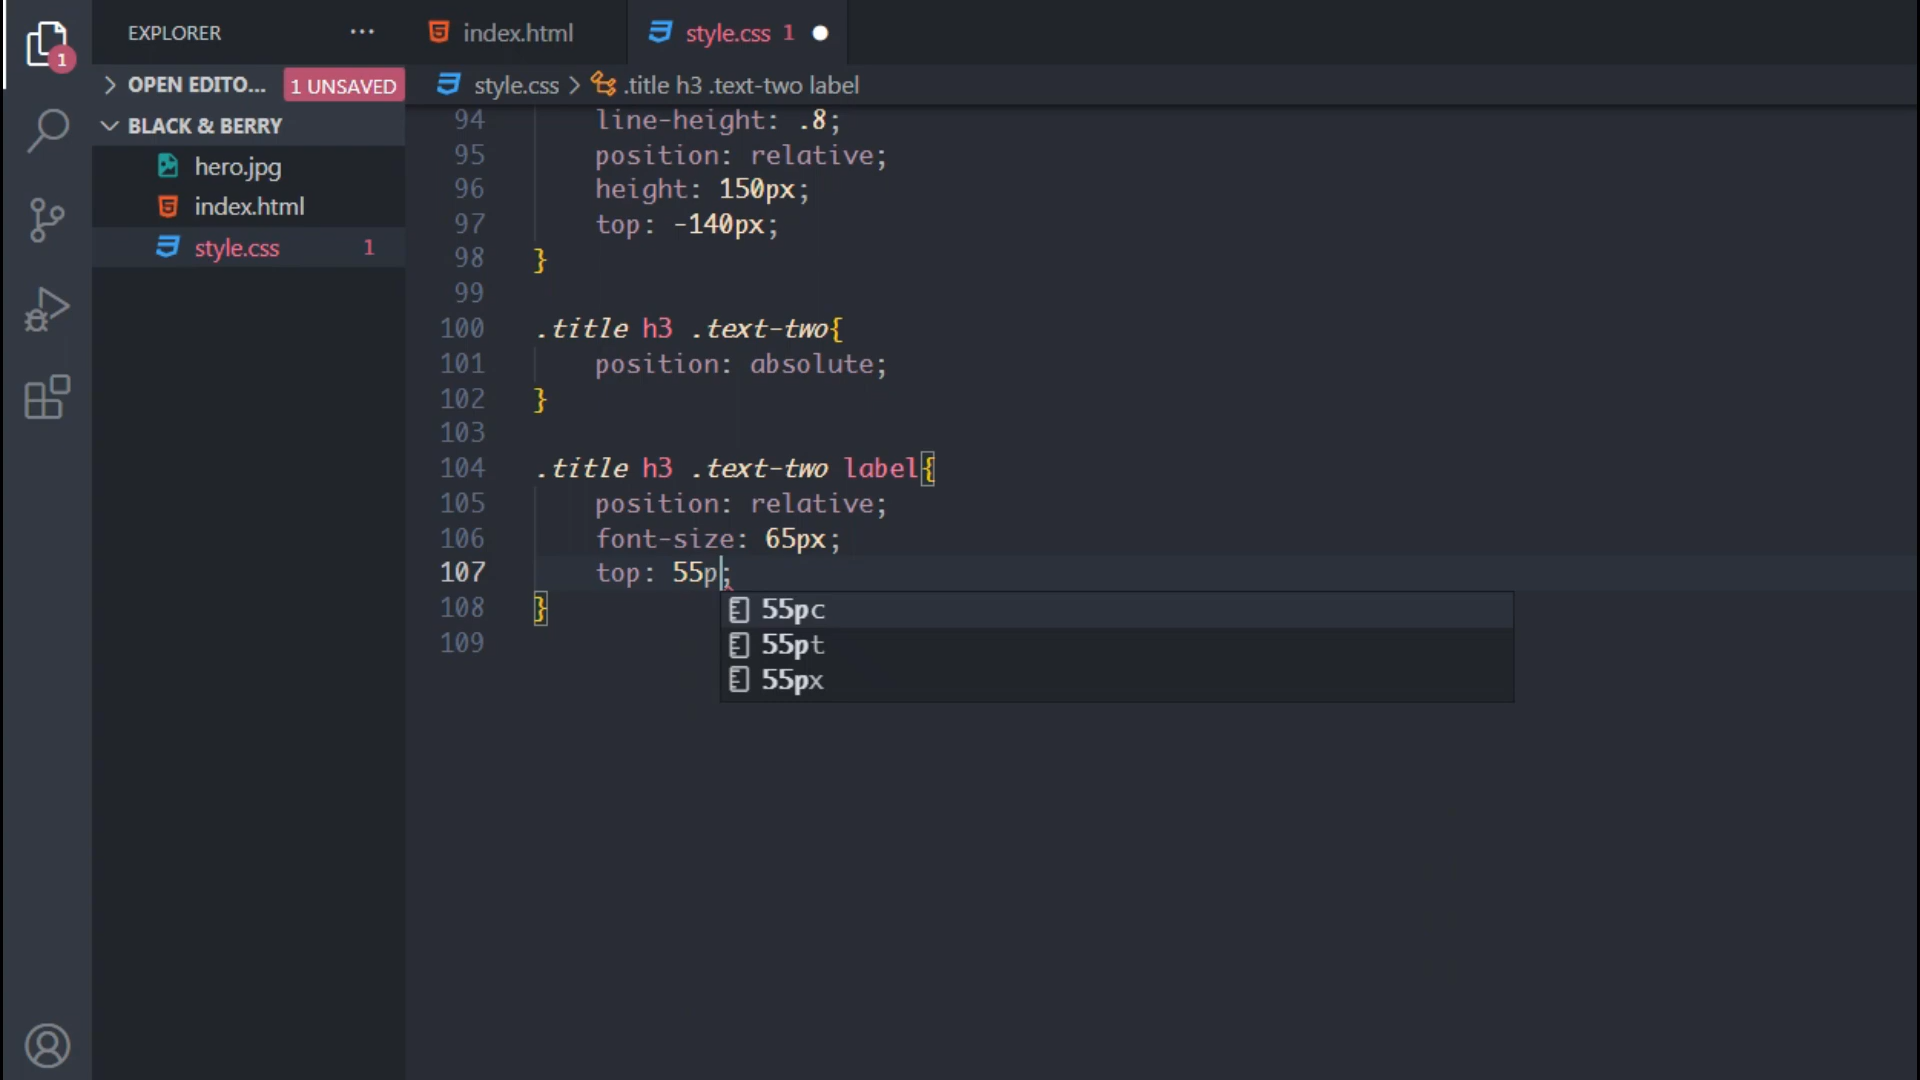 EXPLORER ...
index.html
style.css 1
OPEN EDITO... 1 UNSAVED
style.css > .title h3 .text-two label
BLACK & BERRY
hero.jpg
index.html
style.css 1
1
94 line-height: .8;
95 position: relative;
96 height: 150px;
97 top: -140px;
98 }
99
100 .title h3 .text-two{
101 position: absolute;
102 }
103
104 .title h3 .text-two label{
105 position: relative;
106 font-size: 65px;
107 top: 55p;
108 }
109
55pc
55pt
55px